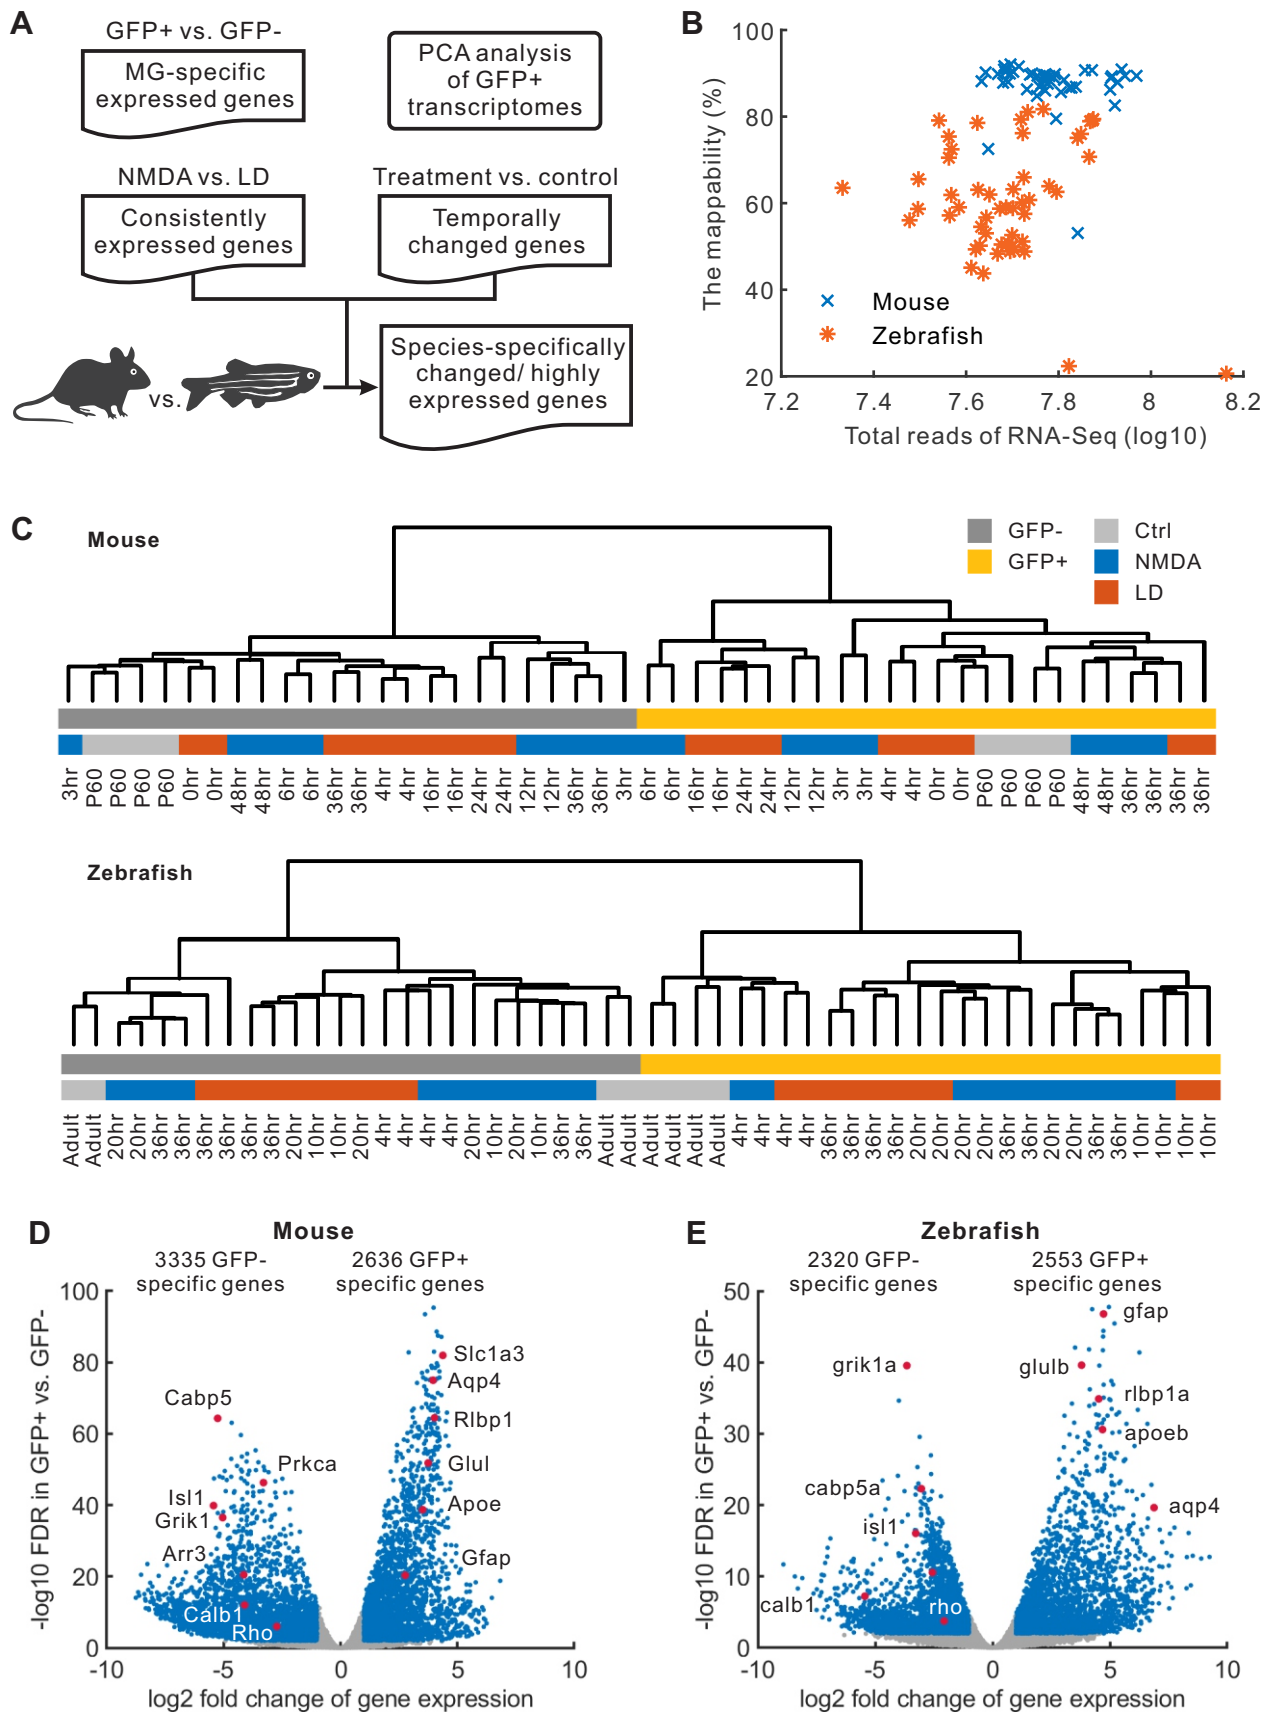 A
GFP+ vs. GFP-
MG-specific
expressed genes
PCA analysis
of GFP+
transcriptomes
NMDA vs. LD
Consistently
expressed genes
Treatment vs. control
Temporally
changed genes
vs.
Species-specifically
changed/ highly
expressed genes
B
The mappability (%)
100
80
60
40
20
Mouse
Zebrafish
7.2 7.4 7.6 7.8 8 8.2
Total reads of RNA-Seq (log10)
C
Mouse
GFP-
GFP+
Ctrl
NMDA
LD
3hr P60 P60 P60 P60 0hr 0hr 48hr 48hr 6hr 6hr 36hr 36hr 4hr 4hr 16hr 16hr 24hr 24hr 12hr 12hr 36hr 36hr 3hr 6hr 6hr 16hr 16hr 24hr 24hr 12hr 12hr 3hr 3hr 4hr 4hr 0hr 0hr P60 P60 P60 P60 48hr 48hr 36hr 36hr 36hr 36hr
Zebrafish
Adult Adult 20hr 20hr 36hr 36hr 36hr 36hr 36hr 36hr 20hr 10hr 10hr 20hr 4hr 4hr 4hr 4hr 20hr 10hr 20hr 10hr 36hr 36hr Adult Adult Adult Adult Adult Adult 4hr 4hr 4hr 4hr 36hr 36hr 36hr 36hr 20hr 20hr 20hr 20hr 36hr 36hr 20hr 20hr 36hr 36hr 10hr 10hr 10hr 10hr
D
Mouse
3335 GFP-
specific genes
2636 GFP+
specific genes
-log10 FDR in GFP+ vs. GFP-
100
80
60
40
20
0
Slc1a3
Aqp4
Cabp5
Rlbp1
Prkca
Glul
Isl1
Apoe
Grik1
Arr3
Gfap
Calb1
Rho
-10 -5 0 5 10
log2 fold change of gene expression
E
Zebrafish
2320 GFP-
specific genes
2553 GFP+
specific genes
-log10 FDR in GFP+ vs. GFP-
50
40
30
20
10
0
gfap
grik1a
glulb
rlbp1a
apoeb
cabp5a
aqp4
isl1
calb1
rho
-10 -5 0 5 10
log2 fold change of gene expression